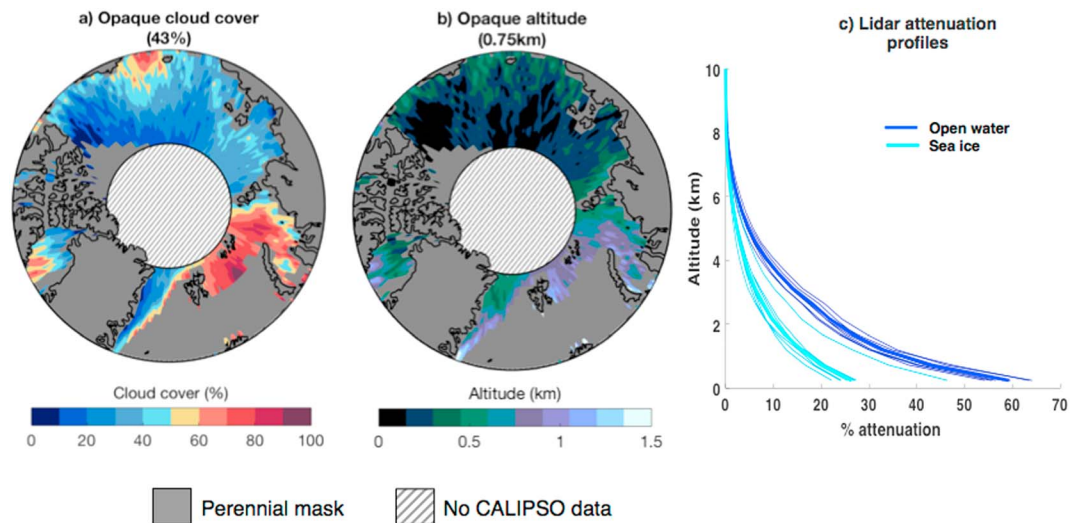 a) Opaque cloud cover
(43%)
b) Opaque altitude
(0.75km)
c) Lidar attenuation
profiles
10
8
6
4
2
0
Altitude (km)
Open water
Sea ice
0 10 20 30 40 50 60 70
% attenuation
Cloud cover (%)
0 20 40 60 80 100
Altitude (km)
0 0.5 1 1.5
Perennial mask
No CALIPSO data